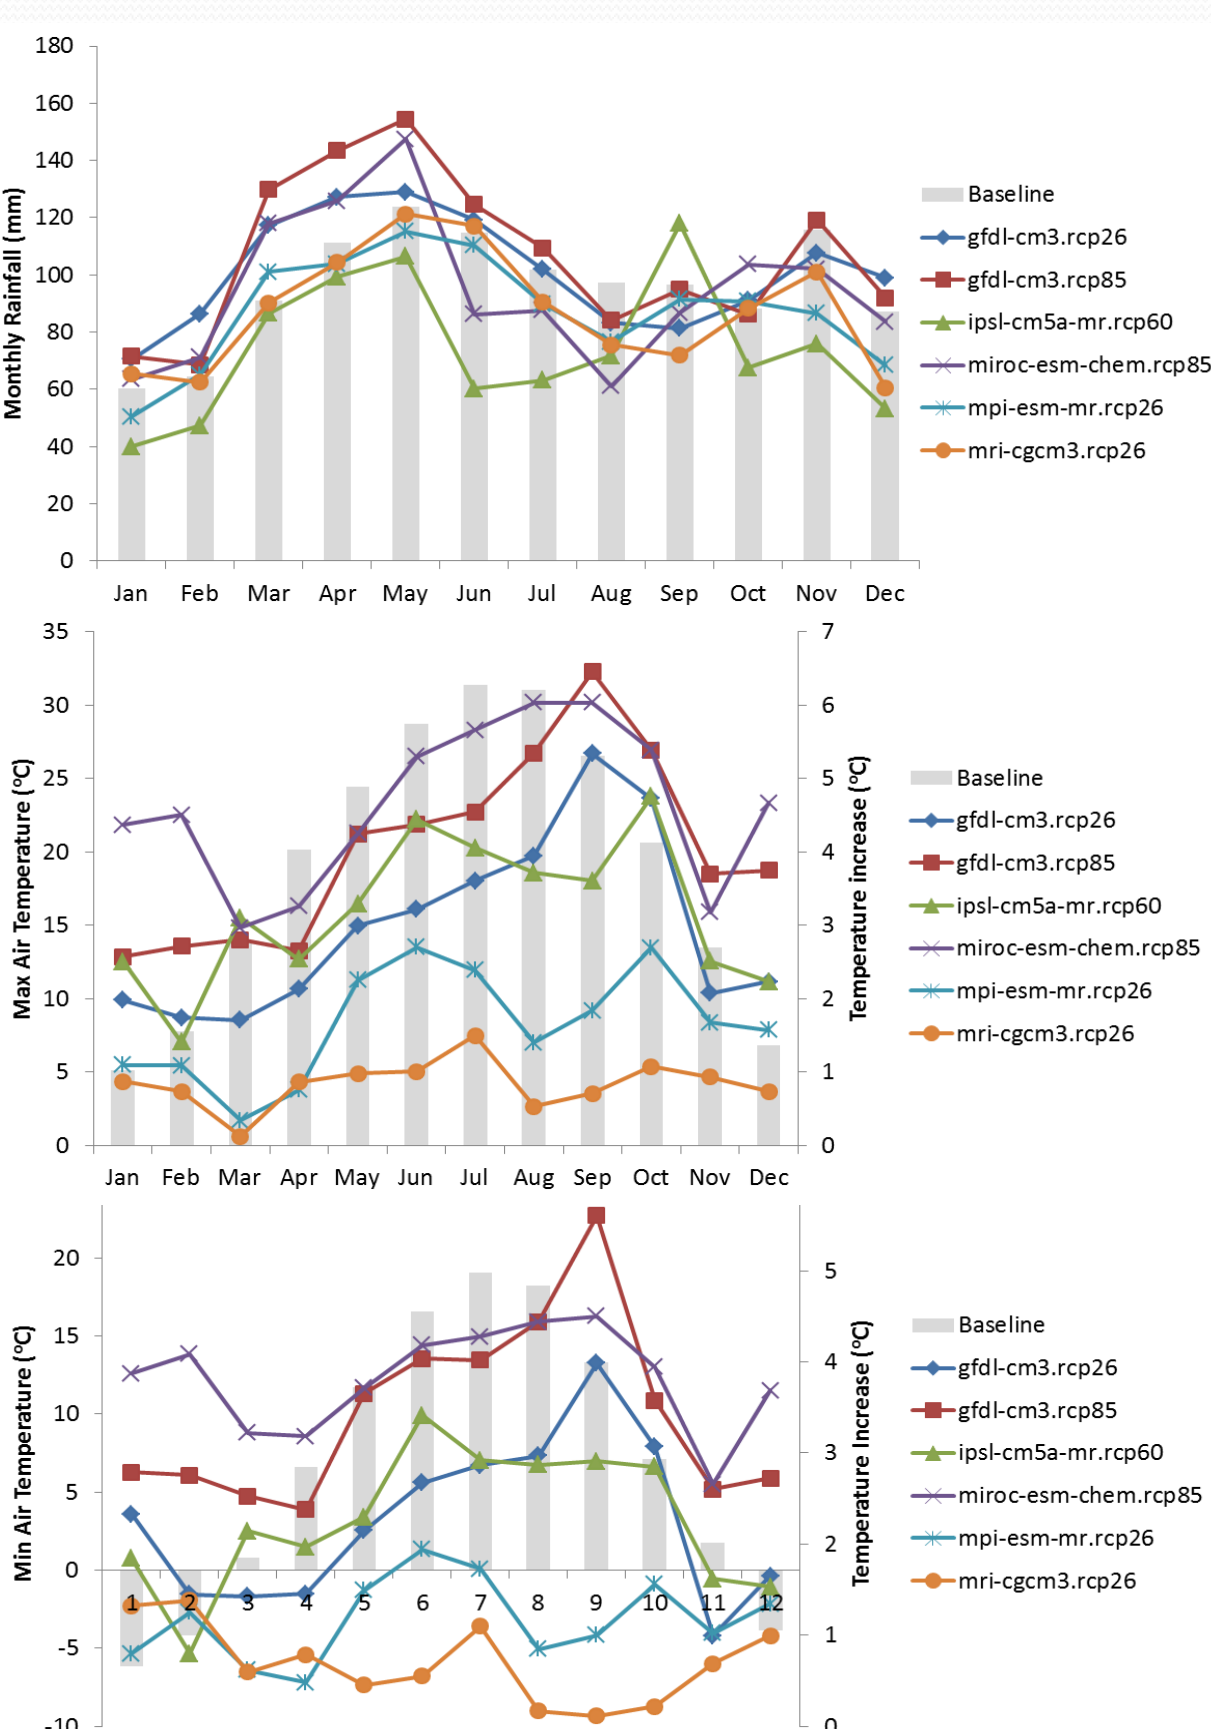 180
160
140
120
100
80
60
40
20
0
Monthly Rainfall (mm)
Jan Feb Mar Apr May Jun Jul Aug Sep Oct Nov Dec
Baseline
gfdl-cm3.rcp26
gfdl-cm3.rcp85
ipsl-cm5a-mr.rcp60
miroc-esm-chem.rcp85
mpi-esm-mr.rcp26
mri-cgcm3.rcp26
35
30
25
20
15
10
5
0
Max Air Temperature (°C)
Jan Feb Mar Apr May Jun Jul Aug Sep Oct Nov Dec
7
6
5
4
3
2
1
0
Temperature increase (°C)
Baseline
gfdl-cm3.rcp26
gfdl-cm3.rcp85
ipsl-cm5a-mr.rcp60
miroc-esm-chem.rcp85
mpi-esm-mr.rcp26
mri-cgcm3.rcp26
20
15
10
5
0
-5
-10
Min Air Temperature (°C)
1 2 3 4 5 6 7 8 9 10 11 12
5
4
3
2
1
0
Temperature Increase (°C)
Baseline
gfdl-cm3.rcp26
gfdl-cm3.rcp85
ipsl-cm5a-mr.rcp60
miroc-esm-chem.rcp85
mpi-esm-mr.rcp26
mri-cgcm3.rcp26